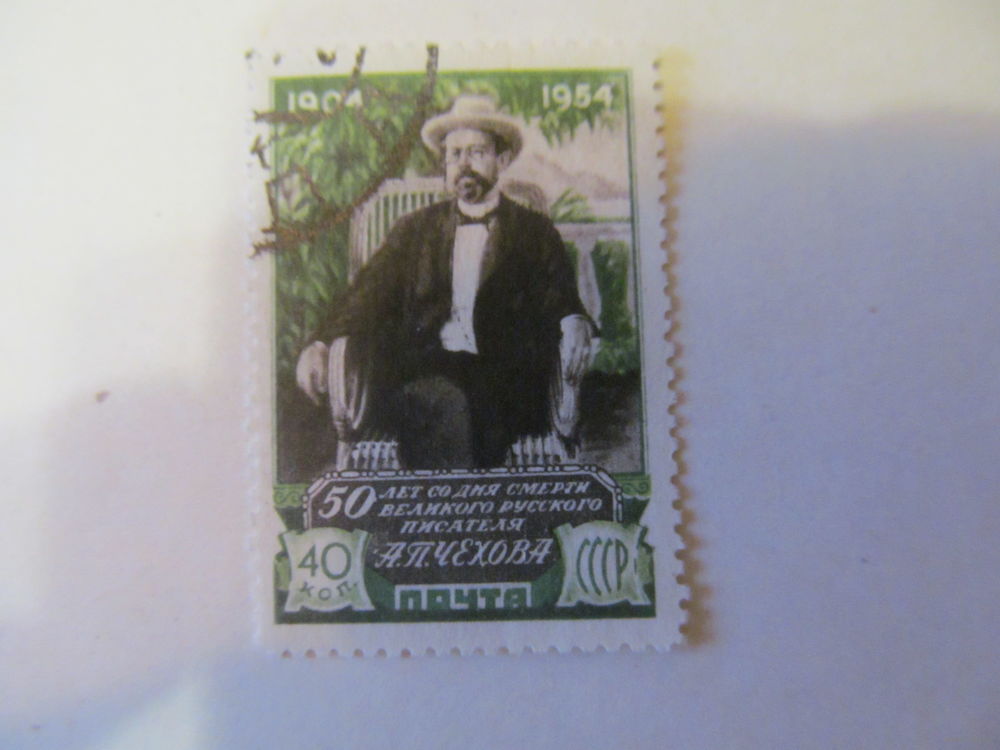 1904 1954
50 ЛЕТ СО ДНЯ СМЕРТИ
ВЕЛИКОГО РУССКОГО
ПИСАТЕЛЯ
А.П.ЧЕХОВА
40 КОП.
СССР
ПОЧТА